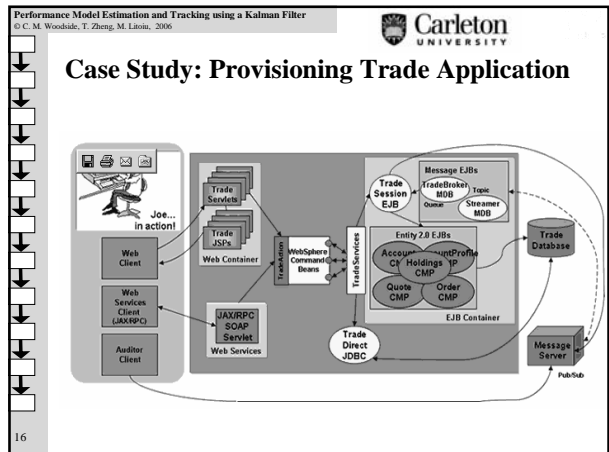 Performance Model Estimation and Tracking using a Kalman Filter
© C. M. Woodside, T. Zheng, M. Litoiu, 2006
Carleton
UNIVERSITY
Case Study: Provisioning Trade Application
Joe...
in action!
Web
Client
Web
Services
Client
(JAX/RPC)
Auditor
Client
Trade
Servlets
Trade
JSPs
Web Container
JAX/RPC
SOAP
Servlet
Web Services
TradeAction
WebSphere
Command
Beans
TradeServices
Trade
Session
EJB
Message EJBs
TradeBroker
MDB
Queue
Topic
Streamer
MDB
Entity 2.0 EJBs
Holdings
CMP
Quote
CMP
Order
CMP
EJB Container
Trade
Direct
JDBC
Trade
Database
Message
Server
Pub/Sub
16